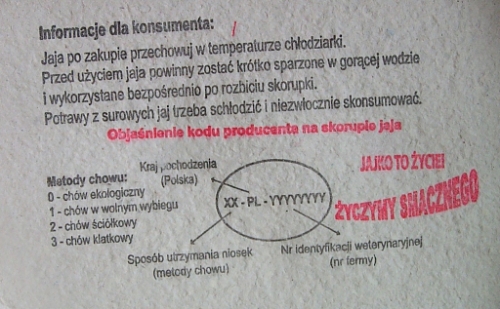 Informacje dla konsumenta:
Jaja po zakupie przechowuj w temperaturze chłodziarki.
Przed użyciem jaja powinny zostać krótko sparzone w gorącej wodzie
i wykorzystane bezpośrednio po rozbiciu skorupki.
Potrawy z surowych jaj trzeba schłodzić i niezwłocznie skonsumować.
Objaśnienie kodu producenta na skorupie jaja
Metody chowu:
0 - chów ekologiczny
1 - chów w wolnym wybiegu
2 - chów ściółkowy
3 - chów klatkowy
Kraj pochodzenia
(Polska)
XX - PL - YYYYYYYY
Sposób utrzymania niosek
(metody chowu)
Nr identyfikacji weterynaryjnej
(nr fermy)
JAJKO TO ŻYCIE!
ŻYCZYMY SMACZNEGO